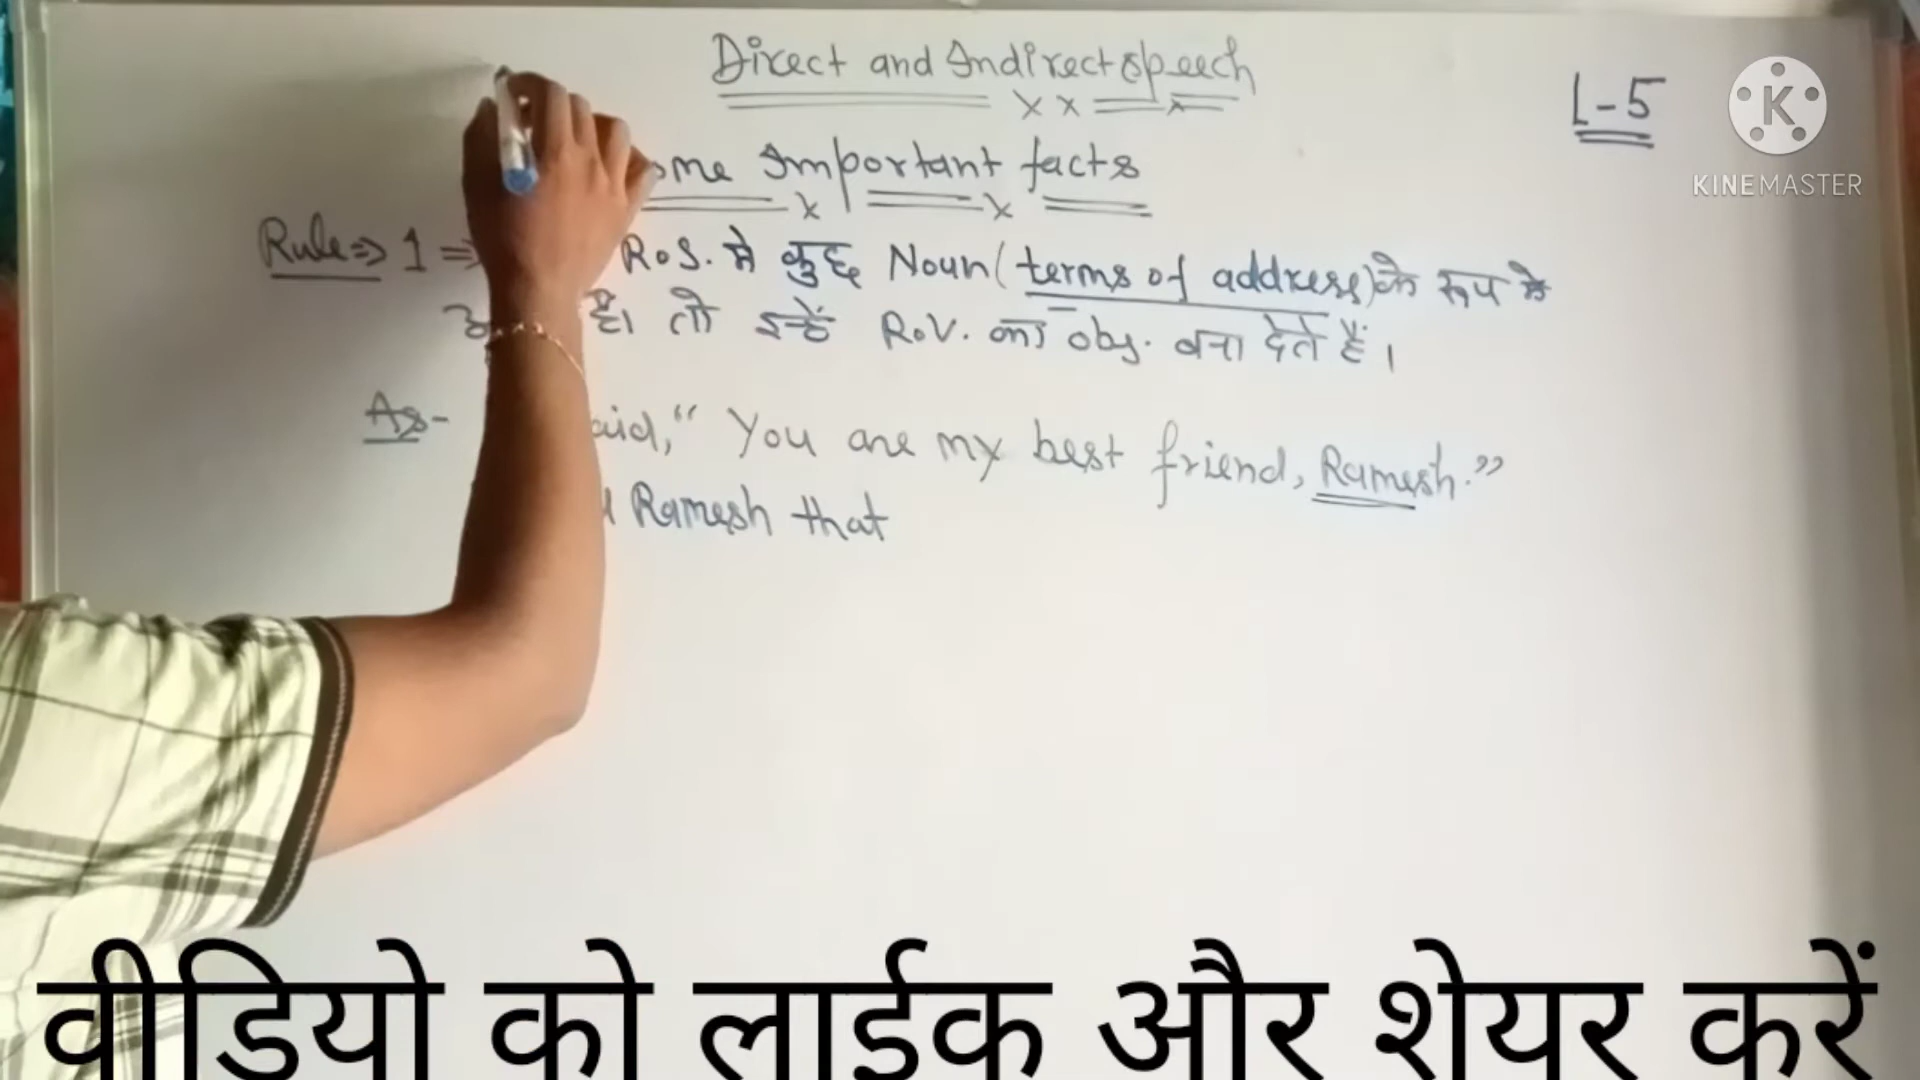 Direct and Indirect speech
L-5
KINEMASTER
Some Important facts
Rule => 1 => R.S. मे कुछ Noun (terms of address) के रूप मे
है। तो इन्हें R.V. का obj. बना देते हैं।
As- said, “ You are my best friend, Ramesh.”
Ramesh that
वीडियो को लाईक और शेयर करें